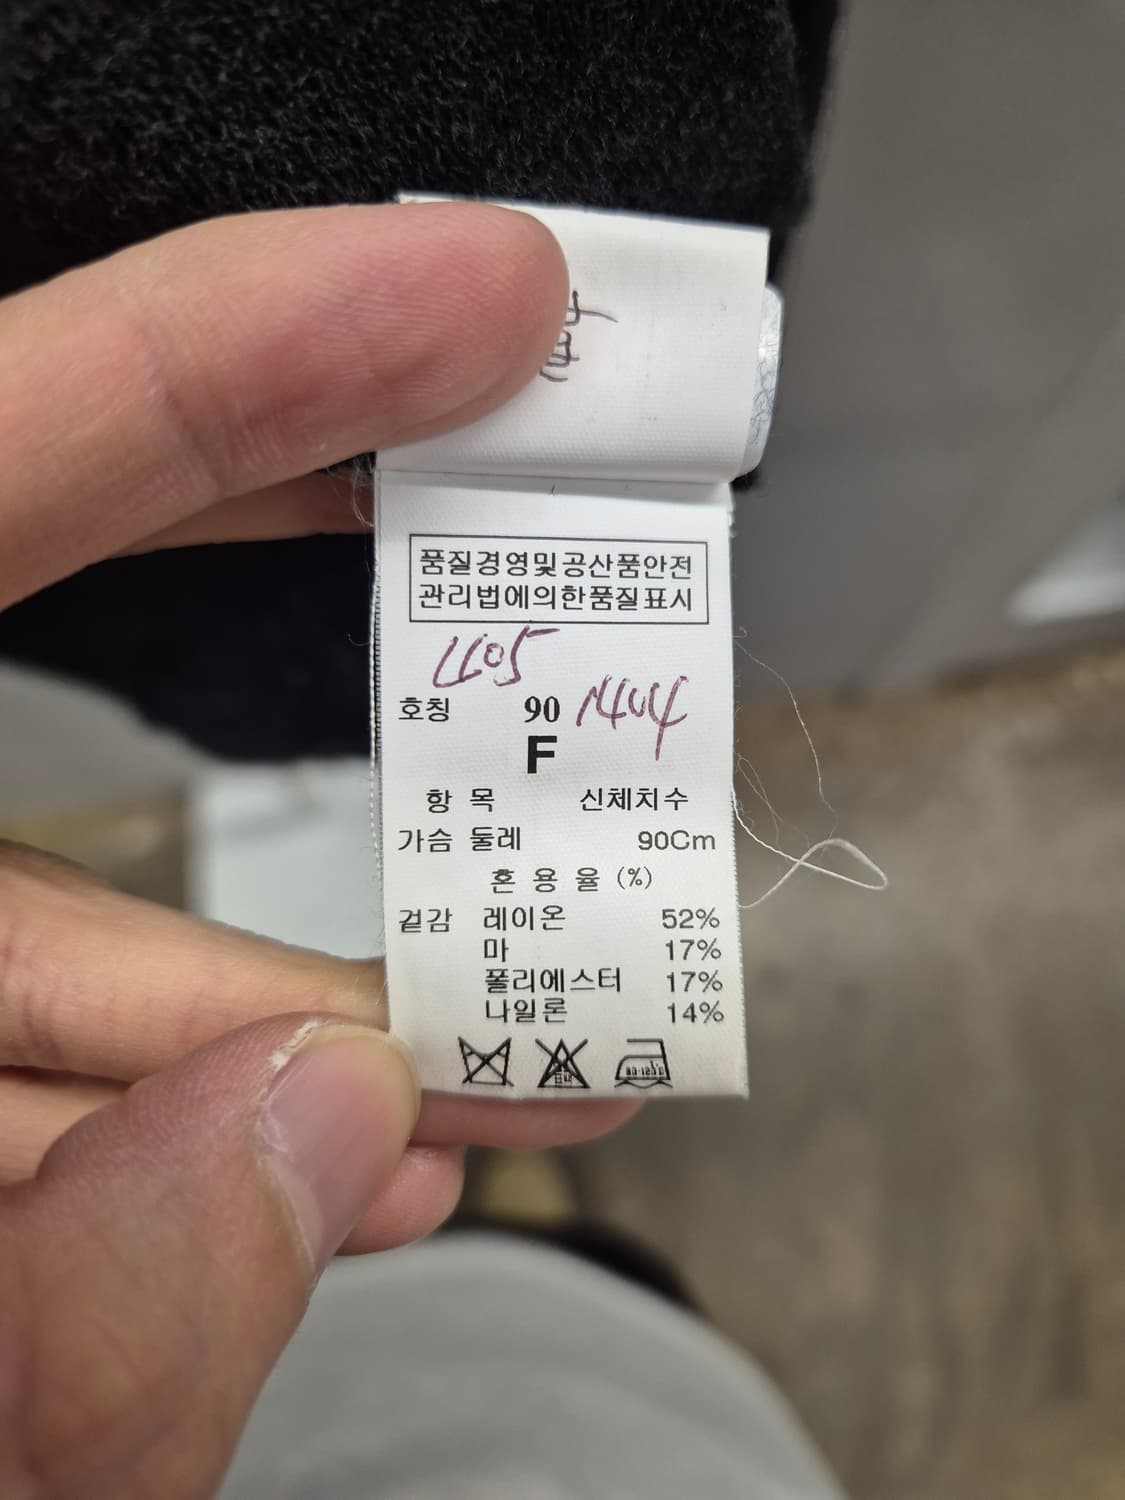 품질경영및공산품안전
관리법에의한품질표시
호칭 90
F
항 목 신체치수
가슴 둘레 90Cm
혼 용 율 (%)
겉감 레이온 52%
마 17%
폴리에스터 17%
나일론 14%